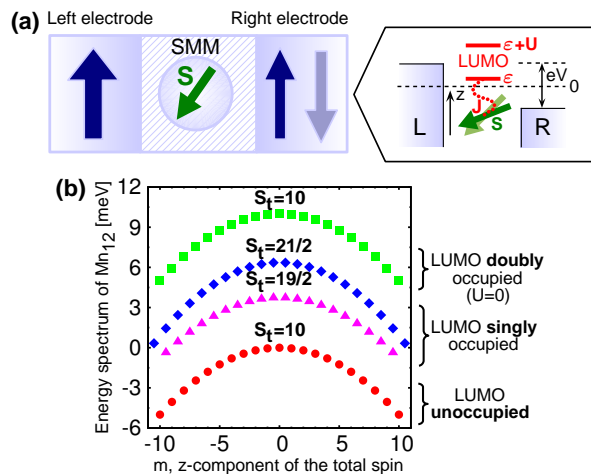 (a)
Left electrode
Right electrode
SMM
S
ε+U
LUMO
ε
eV
0
z
J
S
L
R
(b)
Energy spectrum of Mn12 [meV]
12
9
6
3
0
-3
-6
St=10
St=21/2
St=19/2
St=10
LUMO doubly
occupied
(U=0)
LUMO singly
occupied
LUMO
unoccupied
-10
-5
0
5
10
m, z-component of the total spin